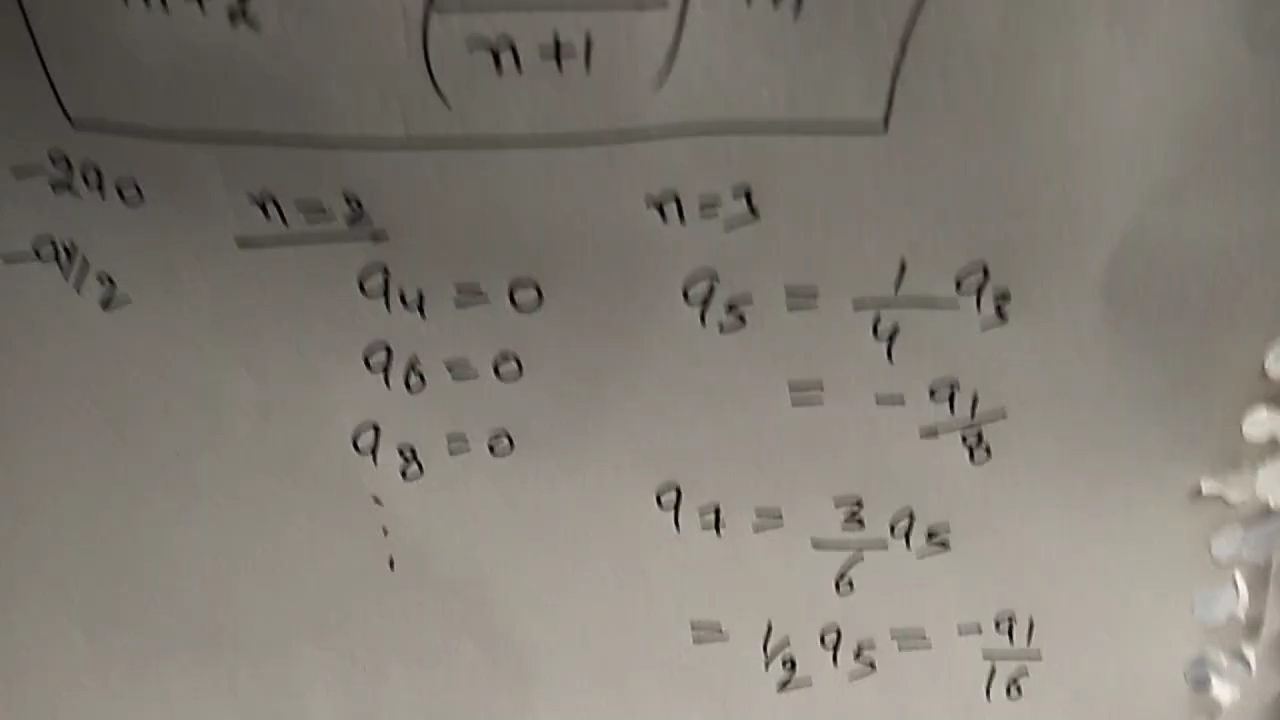 n+1
-2a0
-a1/2
n=2
a4 = 0
a6 = 0
a8 = 0
n=3
a5 = 1/4 a3
= - a1/8
a7 = 3/6 a5
= 1/2 a5 = -a1/16